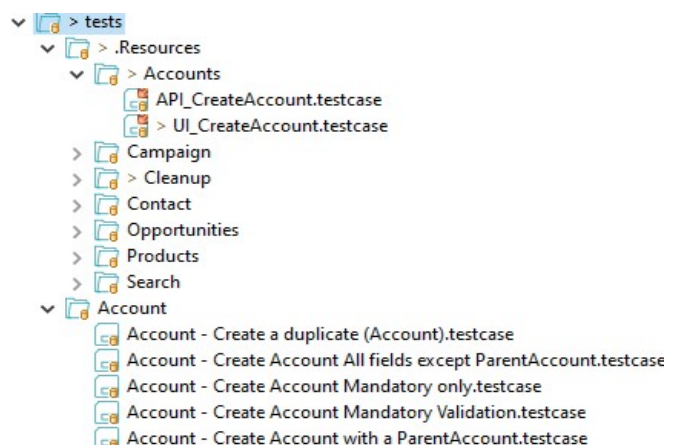 > tests
> .Resources
> Accounts
API_CreateAccount.testcase
> UI_CreateAccount.testcase
Campaign
> Cleanup
Contact
Opportunities
Products
Search
Account
Account - Create a duplicate (Account).testcase
Account - Create Account All fields except ParentAccount.testcase
Account - Create Account Mandatory only.testcase
Account - Create Account Mandatory Validation.testcase
Account - Create Account with a ParentAccount.testcase